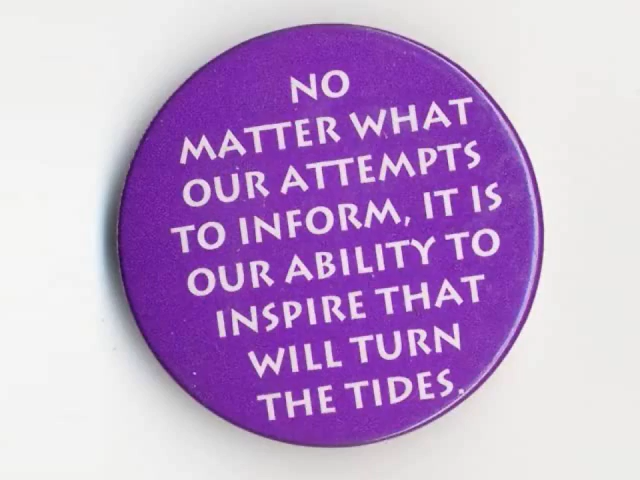 NO
MATTER WHAT
OUR ATTEMPTS
TO INFORM, IT IS
OUR ABILITY TO
INSPIRE THAT
WILL TURN
THE TIDES.